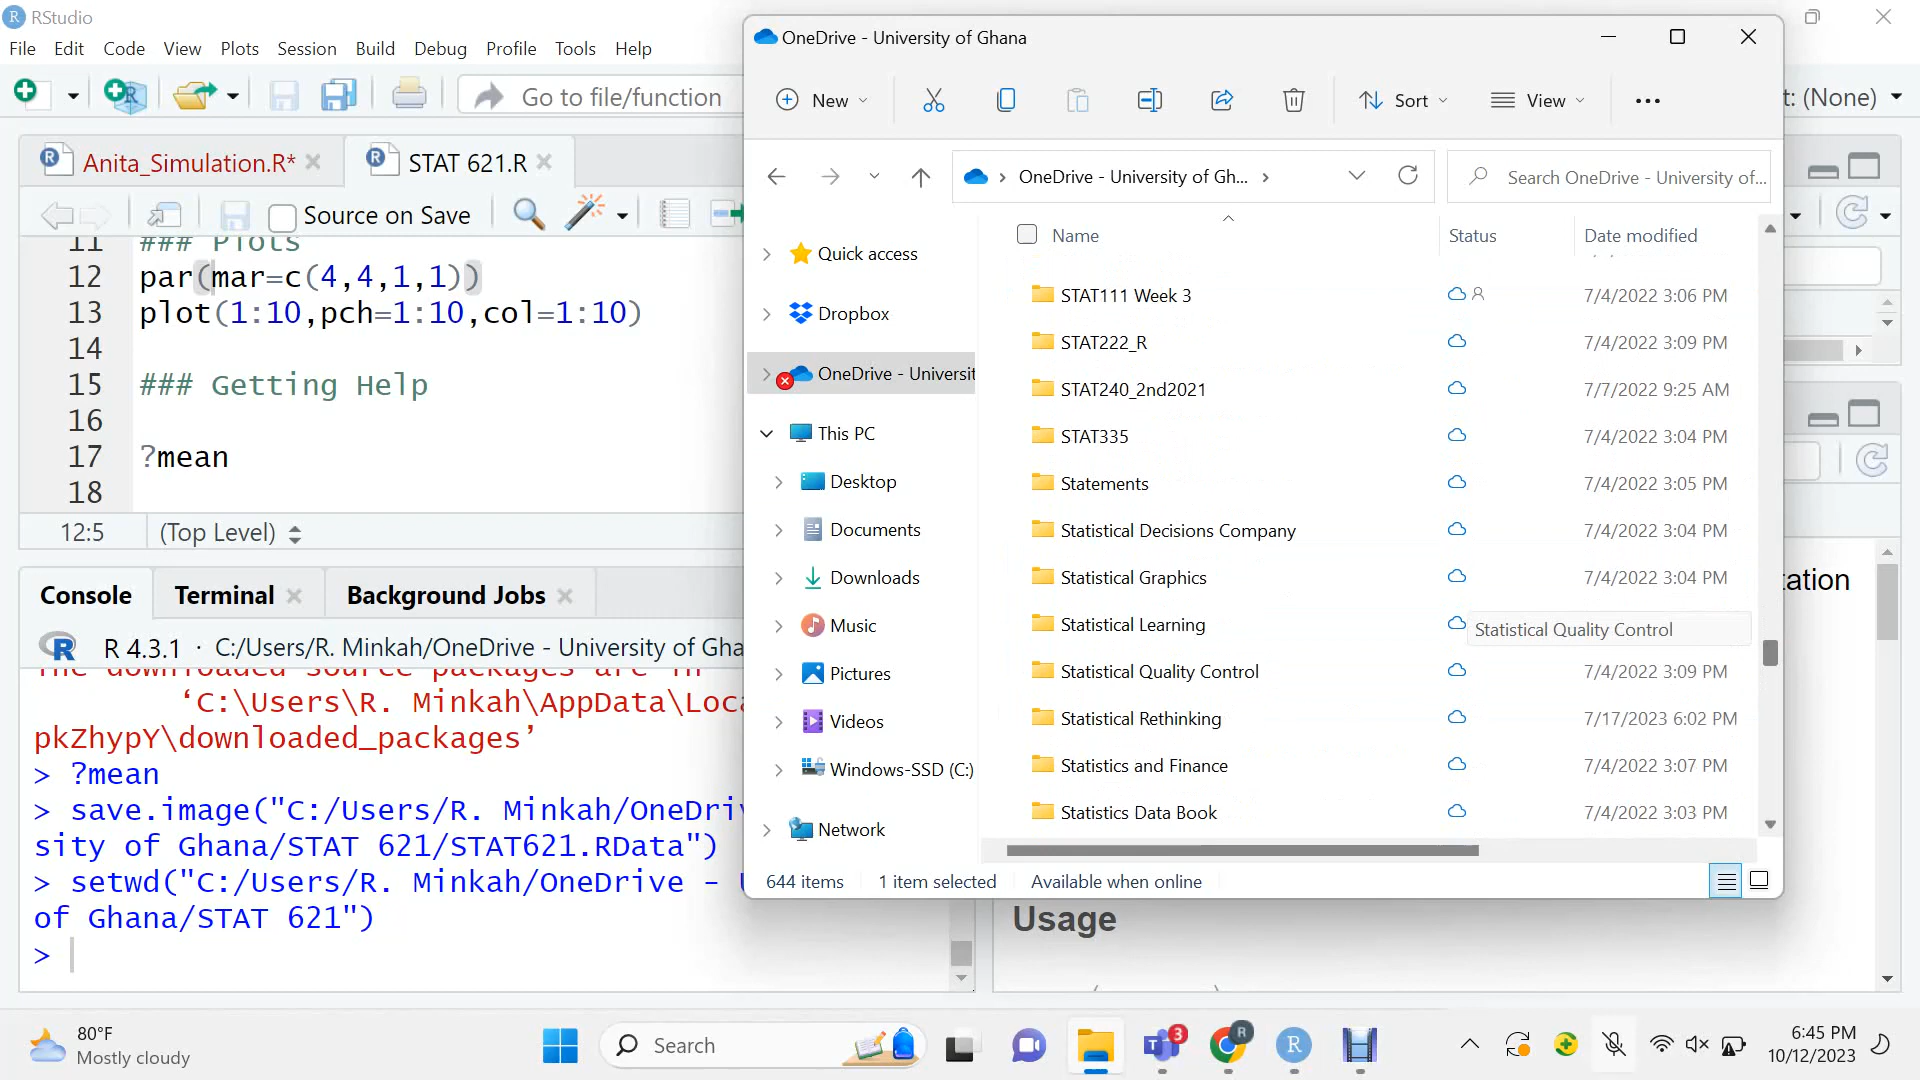 RStudio
File Edit Code View Plots Session Build Debug Profile Tools Help
Go to file/function
t: (None)
Anita_Simulation.R*
STAT 621.R
Source on Save
11 ### Plots
12 par(mar=c(4,4,1,1))
13 plot(1:10,pch=1:10,col=1:10)
14
15 ### Getting Help
16
17 ?mean
18
12:5 (Top Level)
Console Terminal Background Jobs
R 4.3.1 · C:/Users/R. Minkah/OneDrive - University of Gha
The downloaded source packages are in
‘C:\Users\R. Minkah\AppData\Loca
pkZhypY\downloaded_packages’
> ?mean
> save.image("C:/Users/R. Minkah/OneDriv
sity of Ghana/STAT 621/STAT621.RData")
> setwd("C:/Users/R. Minkah/OneDrive - U
of Ghana/STAT 621")
>
OneDrive - University of Ghana
New Sort View
OneDrive - University of Gh...
Search OneDrive - University of...
Quick access
Dropbox
OneDrive - Universit
This PC
Desktop
Documents
Downloads
Music
Pictures
Videos
Windows-SSD (C:)
Network
Name Status Date modified
STAT111 Week 3 7/4/2022 3:06 PM
STAT222_R 7/4/2022 3:09 PM
STAT240_2nd2021 7/7/2022 9:25 AM
STAT335 7/4/2022 3:04 PM
Statements 7/4/2022 3:05 PM
Statistical Decisions Company 7/4/2022 3:04 PM
Statistical Graphics 7/4/2022 3:04 PM
Statistical Learning
Statistical Quality Control
Statistical Quality Control 7/4/2022 3:09 PM
Statistical Rethinking 7/17/2023 6:02 PM
Statistics and Finance 7/4/2022 3:07 PM
Statistics Data Book 7/4/2022 3:03 PM
644 items 1 item selected Available when online
tation
Usage
80°F
Mostly cloudy
Search
3
R
6:45 PM
10/12/2023